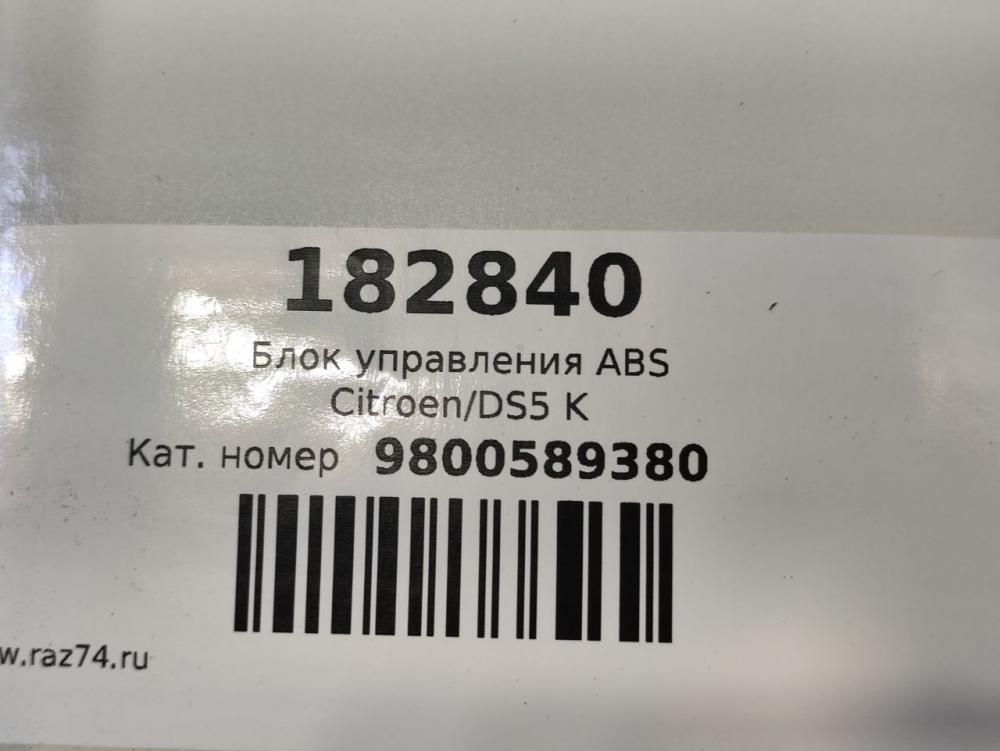 182840
Блок управления ABS
Citroen/DS5 K
Кат. номер 9800589380
w.raz74.ru